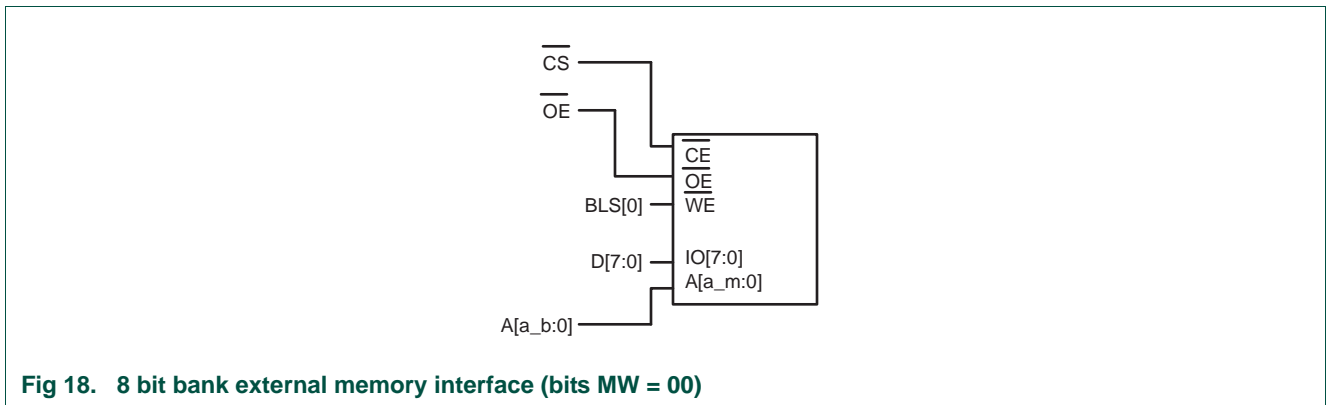 CS
OE
CE
OE
BLS[0] WE
D[7:0] IO[7:0]
A[a_m:0]
A[a_b:0]
Fig 18. 8 bit bank external memory interface (bits MW = 00)